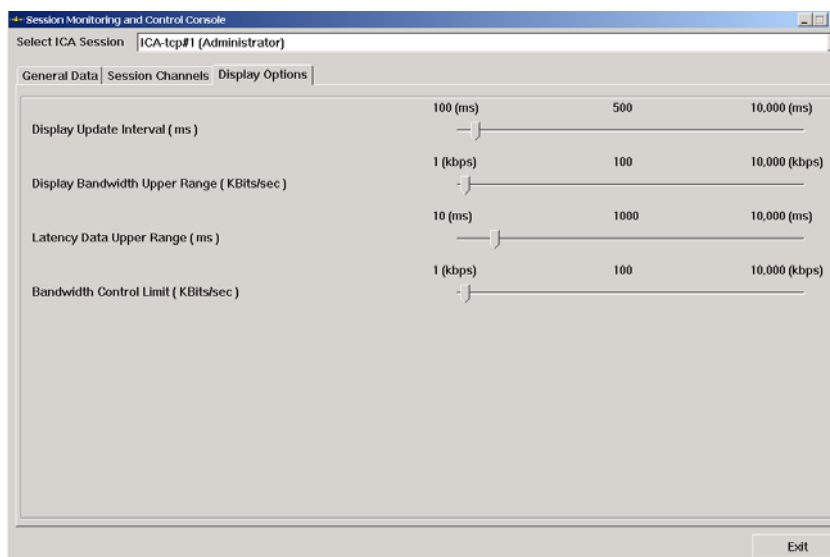 Session Monitoring and Control Console
Select ICA Session ICA-tcp#1 (Administrator)
General Data Session Channels Display Options
100 (ms) 500 10,000 (ms)
Display Update Interval ( ms )
1 (kbps) 100 10,000 (kbps)
Display Bandwidth Upper Range ( KBits/sec )
10 (ms) 1000 10,000 (ms)
Latency Data Upper Range ( ms )
1 (kbps) 100 10,000 (kbps)
Bandwidth Control Limit ( KBits/sec )
Exit